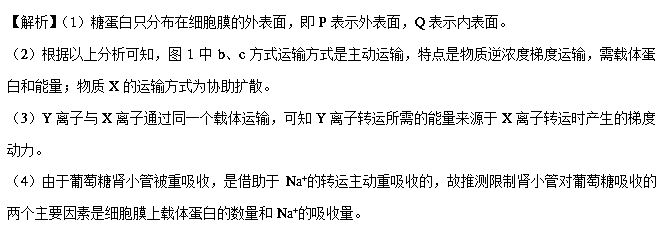 【解析】（1）糖蛋白只分布在细胞膜的外表面，即 P 表示外表面，Q 表示内表面。
（2）根据以上分析可知，图 1 中 b、c 方式运输方式是主动运输，特点是物质逆浓度梯度运输，需载体蛋
白和能量；物质 X 的运输方式为协助扩散。
（3）Y 离子与 X 离子通过同一个载体运输，可知 Y 离子转运所需的能量来源于 X 离子转运时产生的梯度
动力。
（4）由于葡萄糖肾小管被重吸收，是借助于 Na⁺的转运主动重吸收的，故推测限制肾小管对葡萄糖吸收的
两个主要因素是细胞膜上载体蛋白的数量和Na⁺的吸收量。